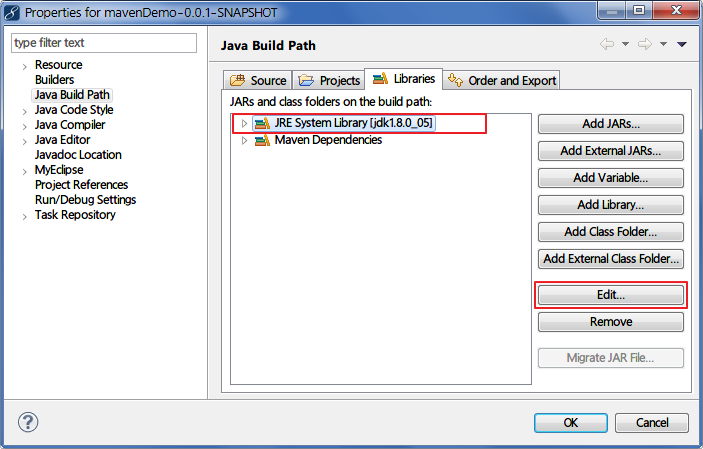 Properties for mavenDemo-0.0.1-SNAPSHOT
type filter text
Resource
Builders
Java Build Path
Java Code Style
Java Compiler
Java Editor
Javadoc Location
MyEclipse
Project References
Run/Debug Settings
Task Repository
Java Build Path
Source Projects Libraries Order and Export
JARs and class folders on the build path:
JRE System Library [jdk1.8.0_05]
Maven Dependencies
Add JARs...
Add External JARs...
Add Variable...
Add Library...
Add Class Folder...
Add External Class Folder...
Edit...
Remove
Migrate JAR File...
?
OK Cancel